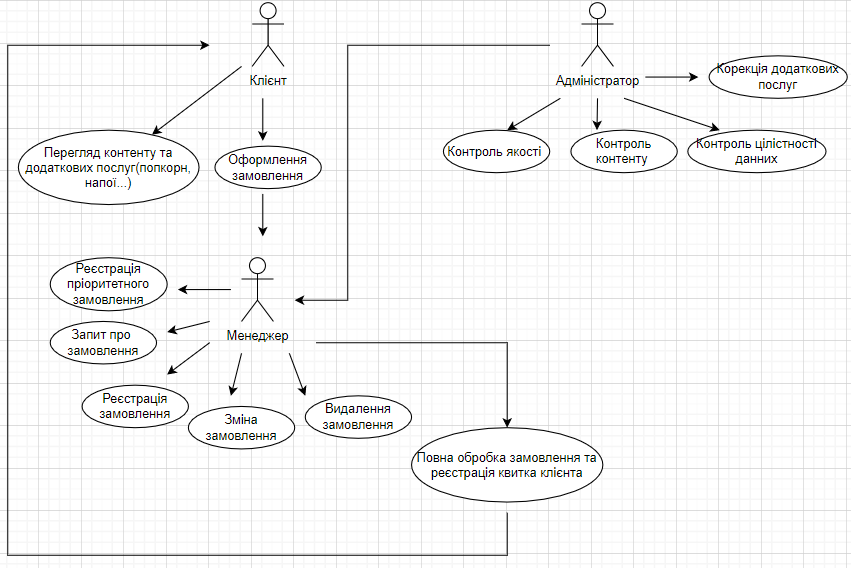 Клієнт
Адміністратор
Корекція додаткових
послуг
Перегляд контенту та
додаткових послуг(попкорн,
напої...)
Оформлення
замовлення
Контроль якості
Контроль
контенту
Контроль цілістності
данних
Реєстрація
пріоритетного
замовлення
Менеджер
Запит про
замовлення
Реєстрація
замовлення
Зміна
замовлення
Видалення
замовлення
Повна обробка замовлення та
реєстрація квитка клієнта